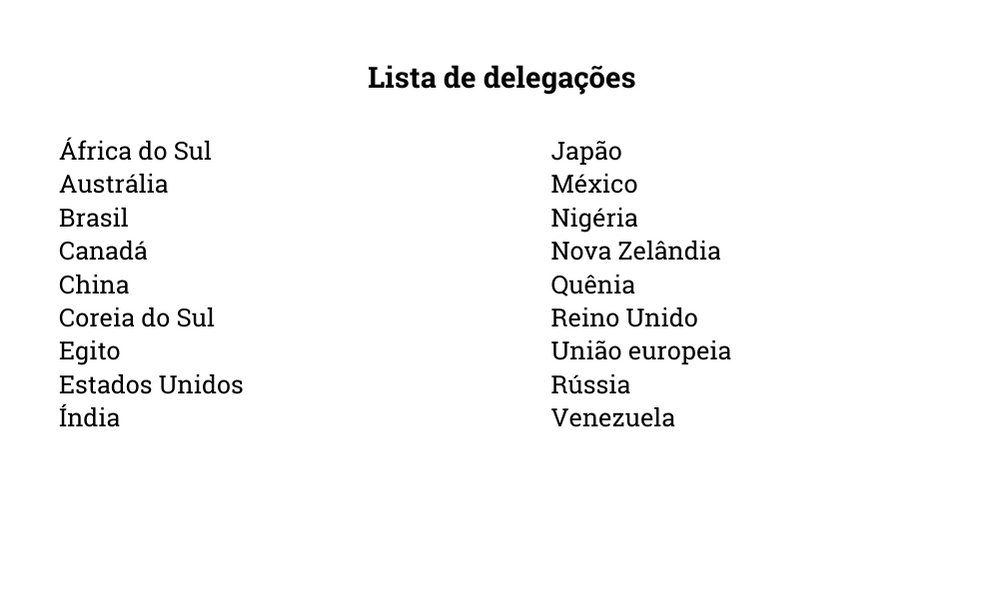 Lista de delegações
África do Sul
Austrália
Brasil
Canadá
China
Coreia do Sul
Egito
Estados Unidos
Índia
Japão
México
Nigéria
Nova Zelândia
Quênia
Reino Unido
União europeia
Rússia
Venezuela